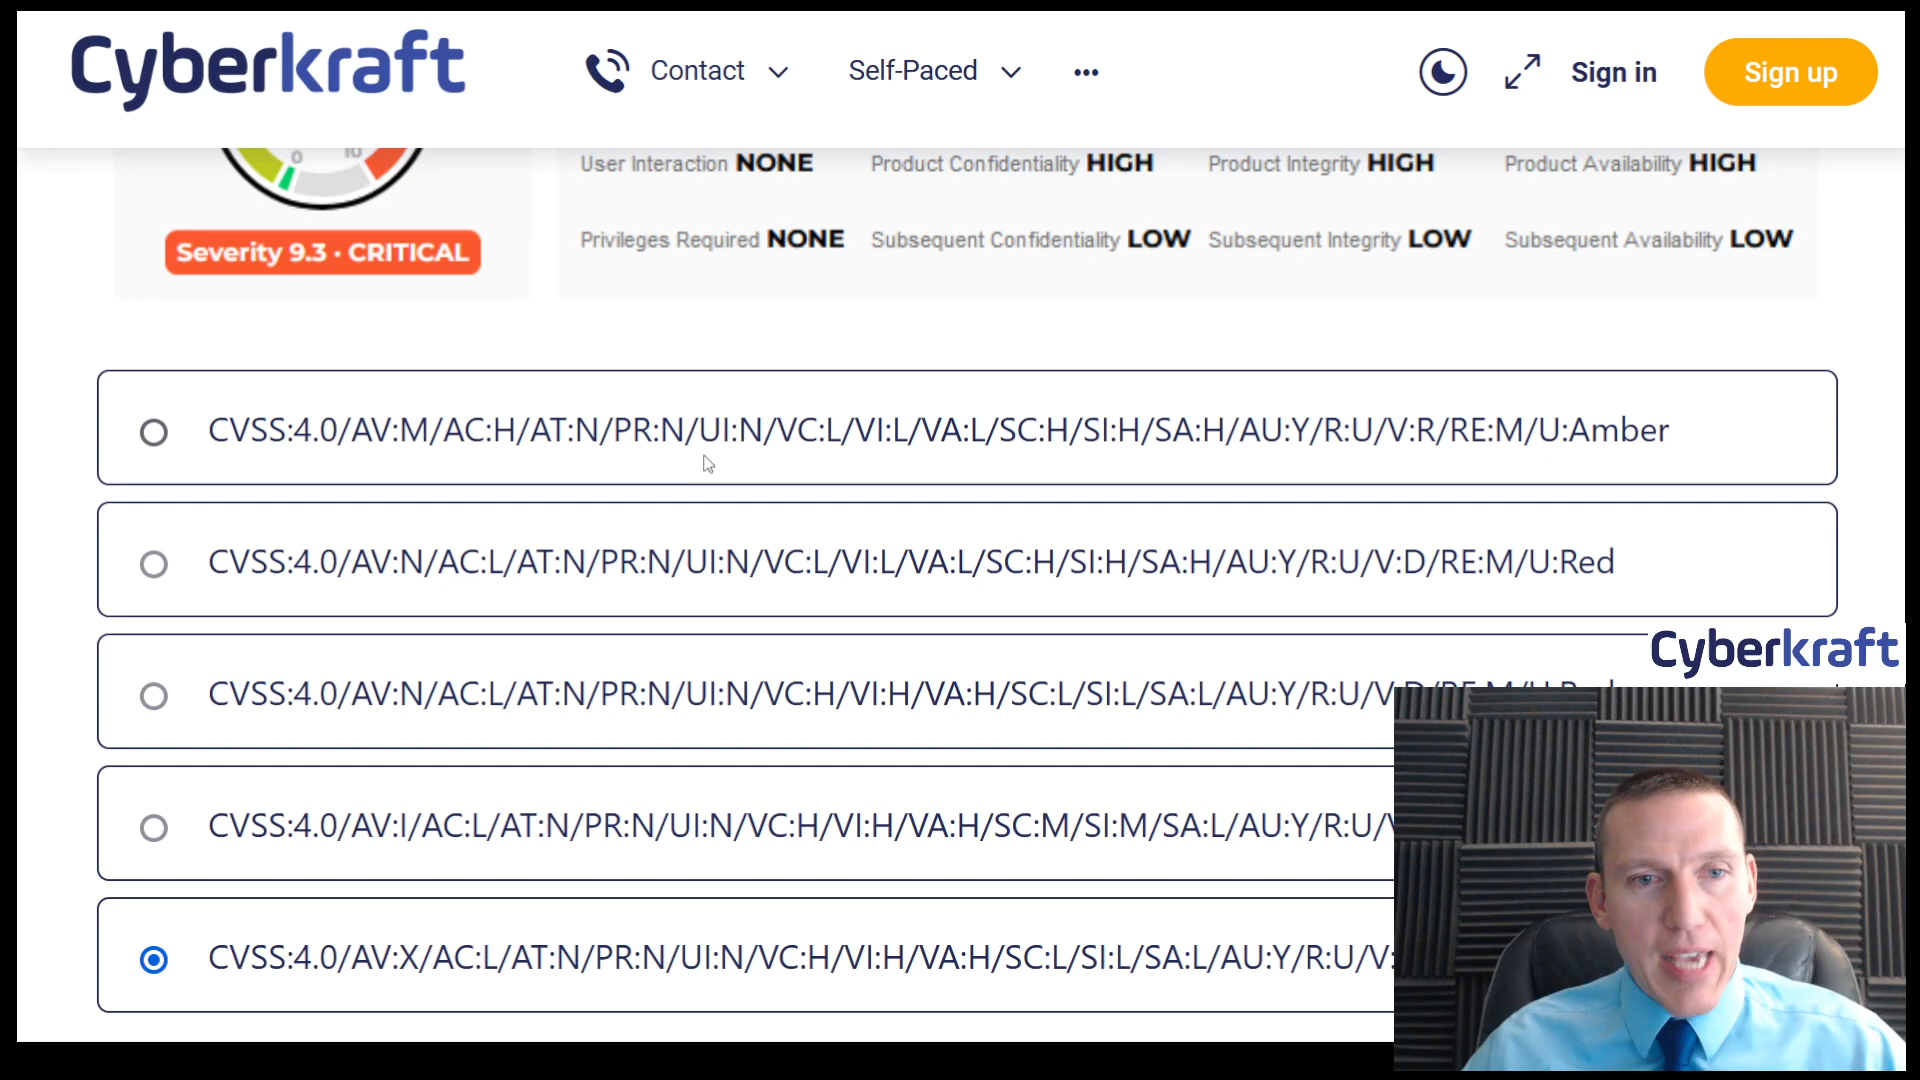 Cyberkraft
Contact
Self-Paced
Sign in
Sign up
0 10
User Interaction NONE Product Confidentiality HIGH Product Integrity HIGH Product Availability HIGH
Severity 9.3 · CRITICAL
Privileges Required NONE Subsequent Confidentiality LOW Subsequent Integrity LOW Subsequent Availability LOW
CVSS:4.0/AV:M/AC:H/AT:N/PR:N/UI:N/VC:L/VI:L/VA:L/SC:H/SI:H/SA:H/AU:Y/R:U/V:R/RE:M/U:Amber
CVSS:4.0/AV:N/AC:L/AT:N/PR:N/UI:N/VC:L/VI:L/VA:L/SC:H/SI:H/SA:H/AU:Y/R:U/V:D/RE:M/U:Red
Cyberkraft
CVSS:4.0/AV:N/AC:L/AT:N/PR:N/UI:N/VC:H/VI:H/VA:H/SC:L/SI:L/SA:L/AU:Y/R:U/V:
CVSS:4.0/AV:I/AC:L/AT:N/PR:N/UI:N/VC:H/VI:H/VA:H/SC:M/SI:M/SA:L/AU:Y/R:U/
CVSS:4.0/AV:X/AC:L/AT:N/PR:N/UI:N/VC:H/VI:H/VA:H/SC:L/SI:L/SA:L/AU:Y/R:U/V: